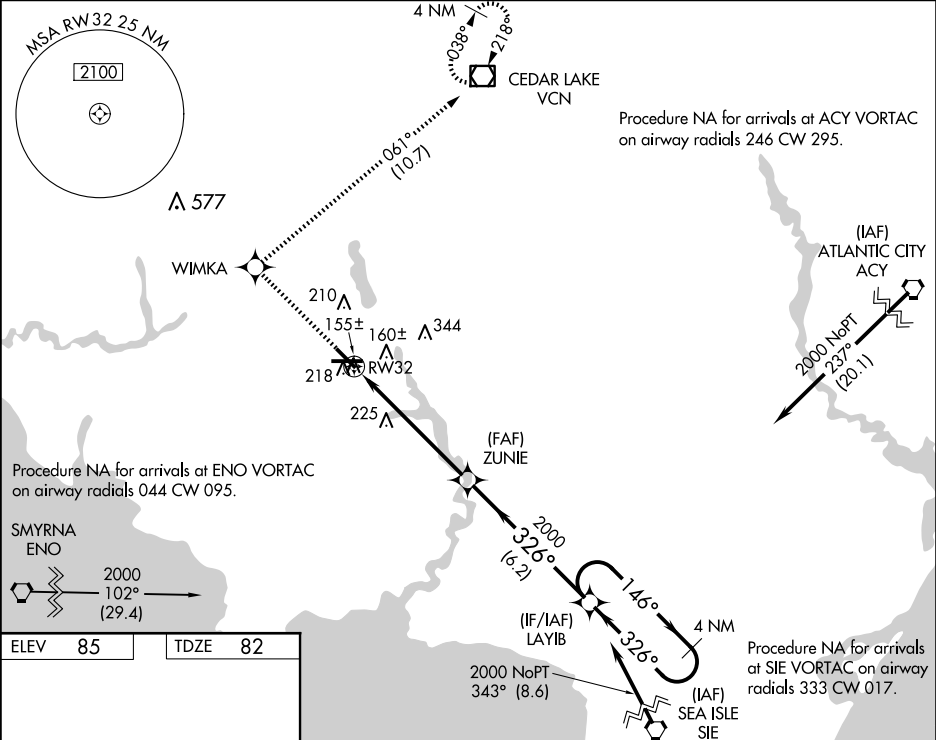 MSA RW32 25 NM
2100
4 NM
038°
218°
CEDAR LAKE
VCN
Procedure NA for arrivals at ACY VORTAC
on airway radials 246 CW 295.
061°
(10.7)
577
WIMKA
(IAF)
ATLANTIC CITY
ACY
2000 NoPT
237°
(20.1)
210
155±
160±
344
218
RW32
225
(FAF)
ZUNIE
Procedure NA for arrivals at ENO VORTAC
on airway radials 044 CW 095.
SMYRNA
ENO
2000
102°
(29.4)
2000
326°
(6.2)
(IF/IAF)
LAYIB
146°
326°
4 NM
ELEV 85
TDZE 82
2000 NoPT
343° (8.6)
(IAF)
SEA ISLE
SIE
Procedure NA for arrivals
at SIE VORTAC on airway
radials 333 CW 017.